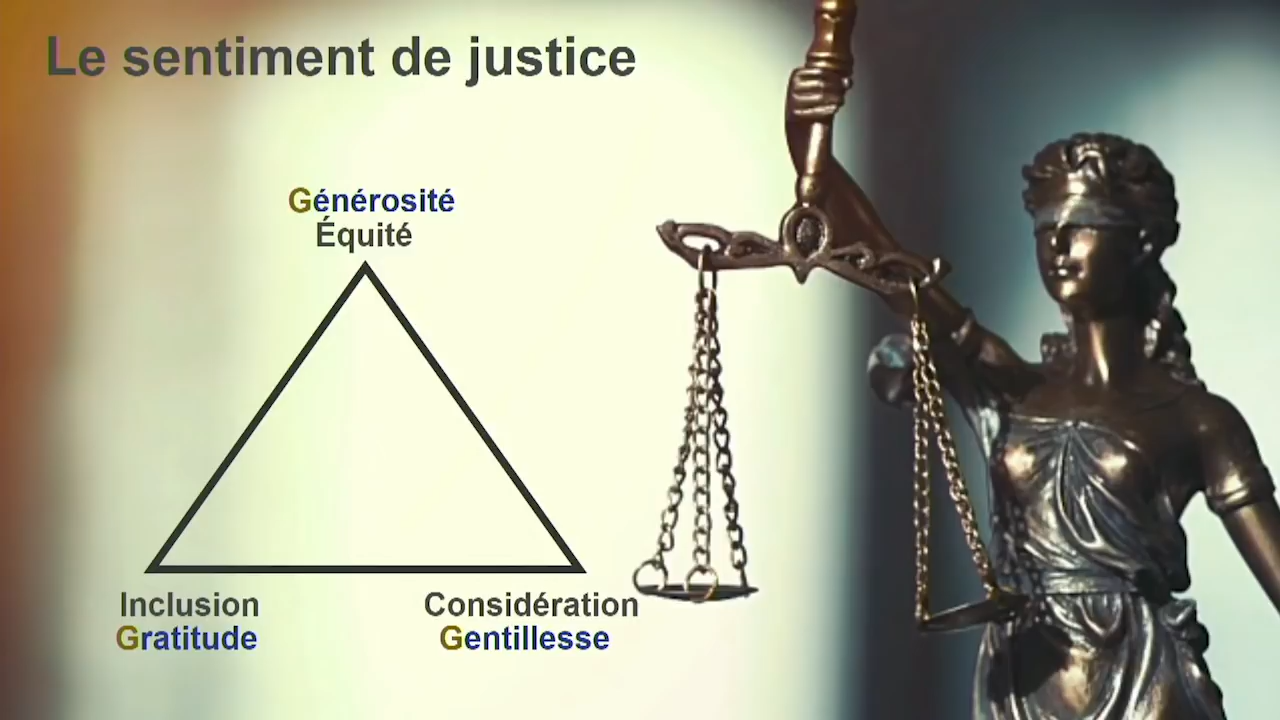 Le sentiment de justice
Générosité
Équité
Inclusion
Gratitude
Considération
Gentillesse